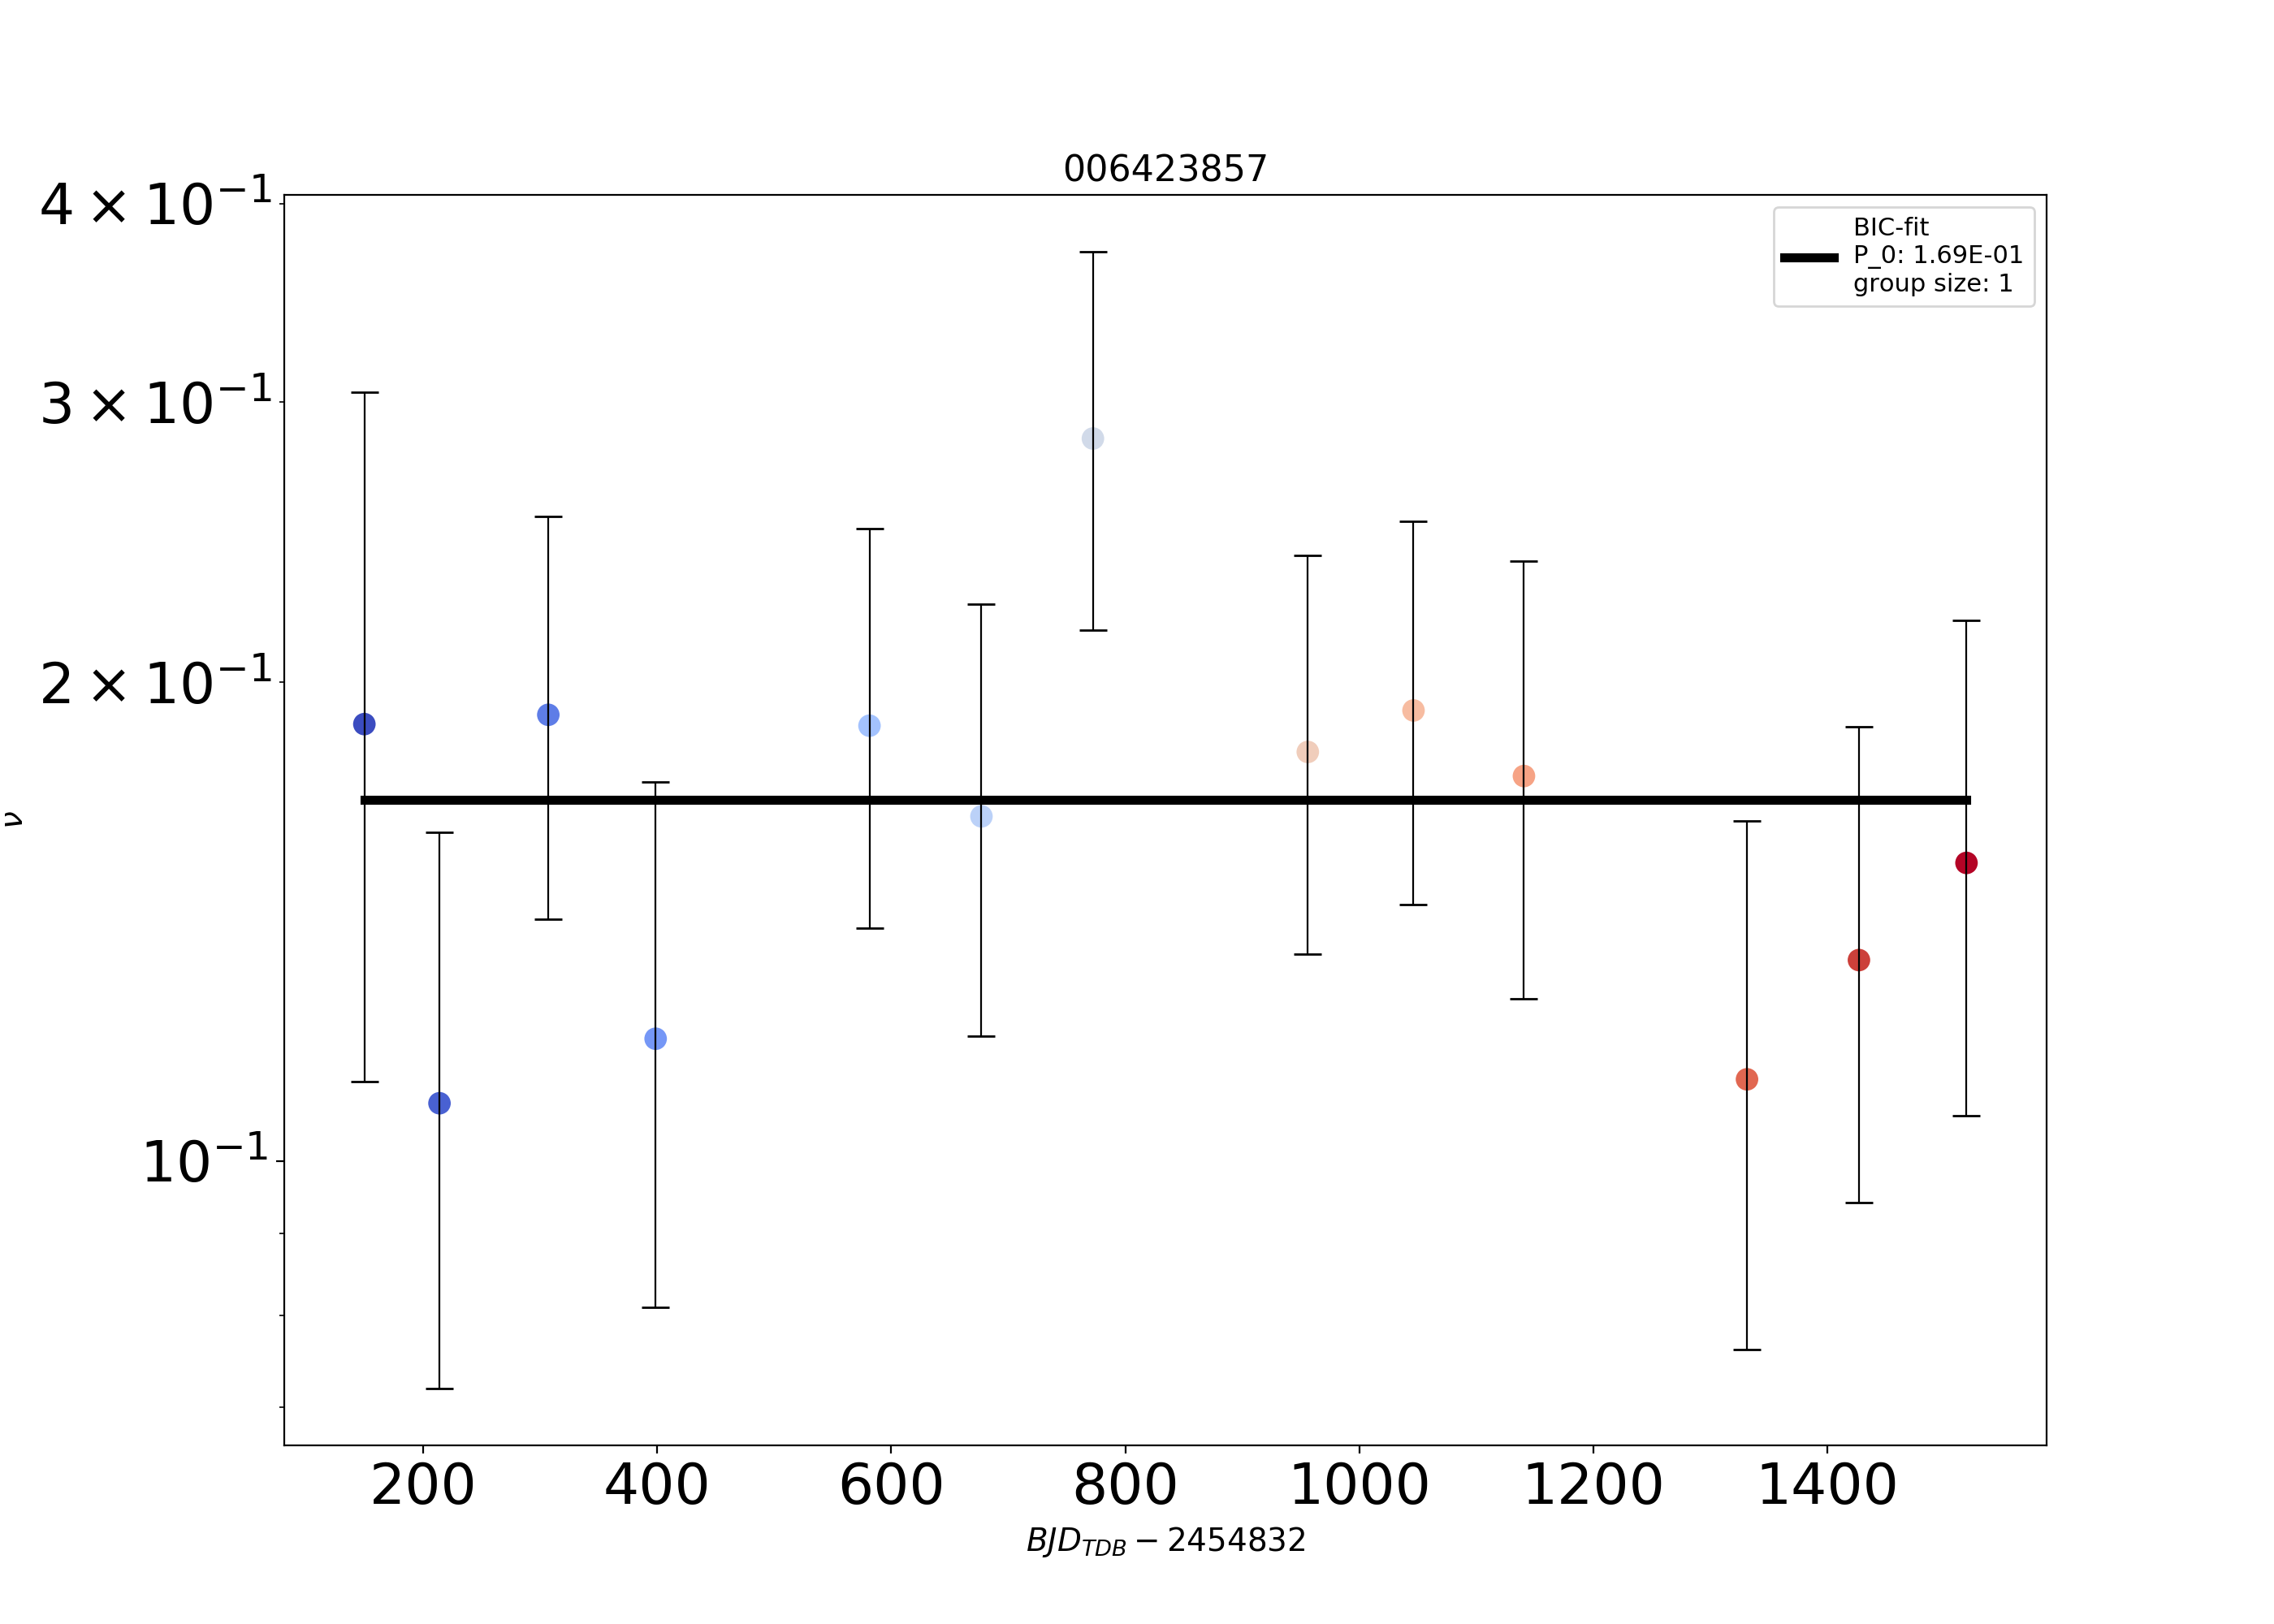 006423857
4 × 10⁻¹
3 × 10⁻¹
2 × 10⁻¹
10⁻¹
ν
BIC-fit
P_0: 1.69E-01
group size: 1
200 400 600 800 1000 1200 1400
BJD_TDB − 2454832